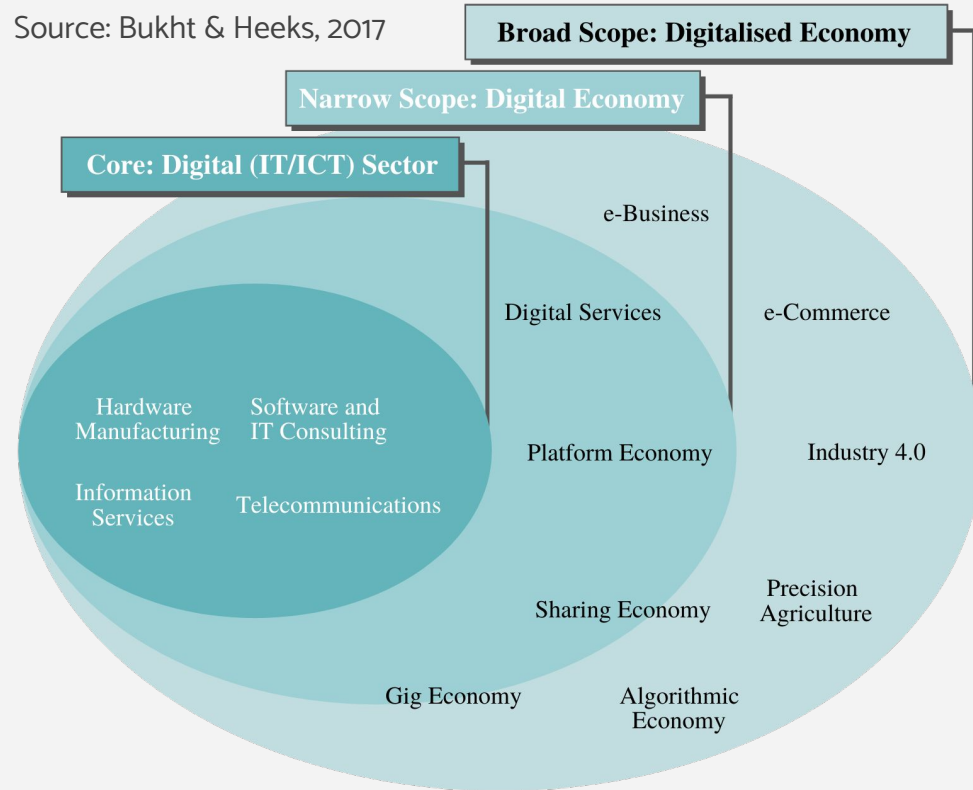 Source: Bukht & Heeks, 2017
Broad Scope: Digitalised Economy
Narrow Scope: Digital Economy
Core: Digital (IT/ICT) Sector
e-Business
Digital Services
e-Commerce
Hardware
Manufacturing
Software and
IT Consulting
Platform Economy
Industry 4.0
Information
Services
Telecommunications
Sharing Economy
Precision
Agriculture
Gig Economy
Algorithmic
Economy